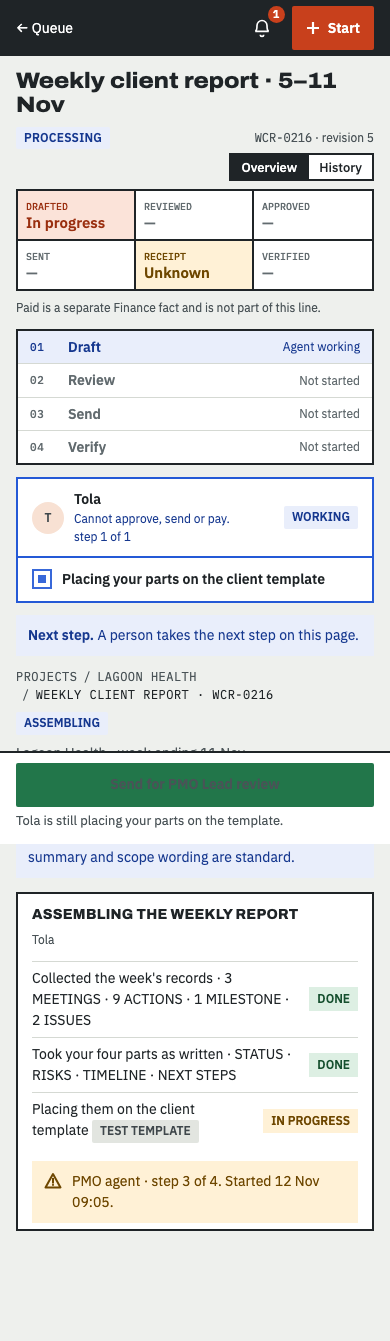 ← Queue
1
+ Start
Weekly client report · 5–11
Nov
PROCESSING
WCR-0216 · revision 5
Overview
History
DRAFTED
In progress
REVIEWED
—
APPROVED
—
SENT
—
RECEIPT
Unknown
VERIFIED
—
Paid is a separate Finance fact and is not part of this line.
01 Draft Agent working
02 Review Not started
03 Send Not started
04 Verify Not started
T
Tola
Cannot approve, send or pay.
step 1 of 1
WORKING
Placing your parts on the client template
Next step. A person takes the next step on this page.
PROJECTS / LAGOON HEALTH
/ WEEKLY CLIENT REPORT · WCR-0216
ASSEMBLING
Lagoon Health · week ending 11 Nov
Send for PMG Lead review
Tola is still placing your parts on the template.
summary and scope wording are standard.
ASSEMBLING THE WEEKLY REPORT
Tola
Collected the week's records · 3
MEETINGS · 9 ACTIONS · 1 MILESTONE ·
2 ISSUES
DONE
Took your four parts as written · STATUS ·
RISKS · TIMELINE · NEXT STEPS
DONE
Placing them on the client
template TEST TEMPLATE
IN PROGRESS
PMO agent · step 3 of 4. Started 12 Nov
09:05.